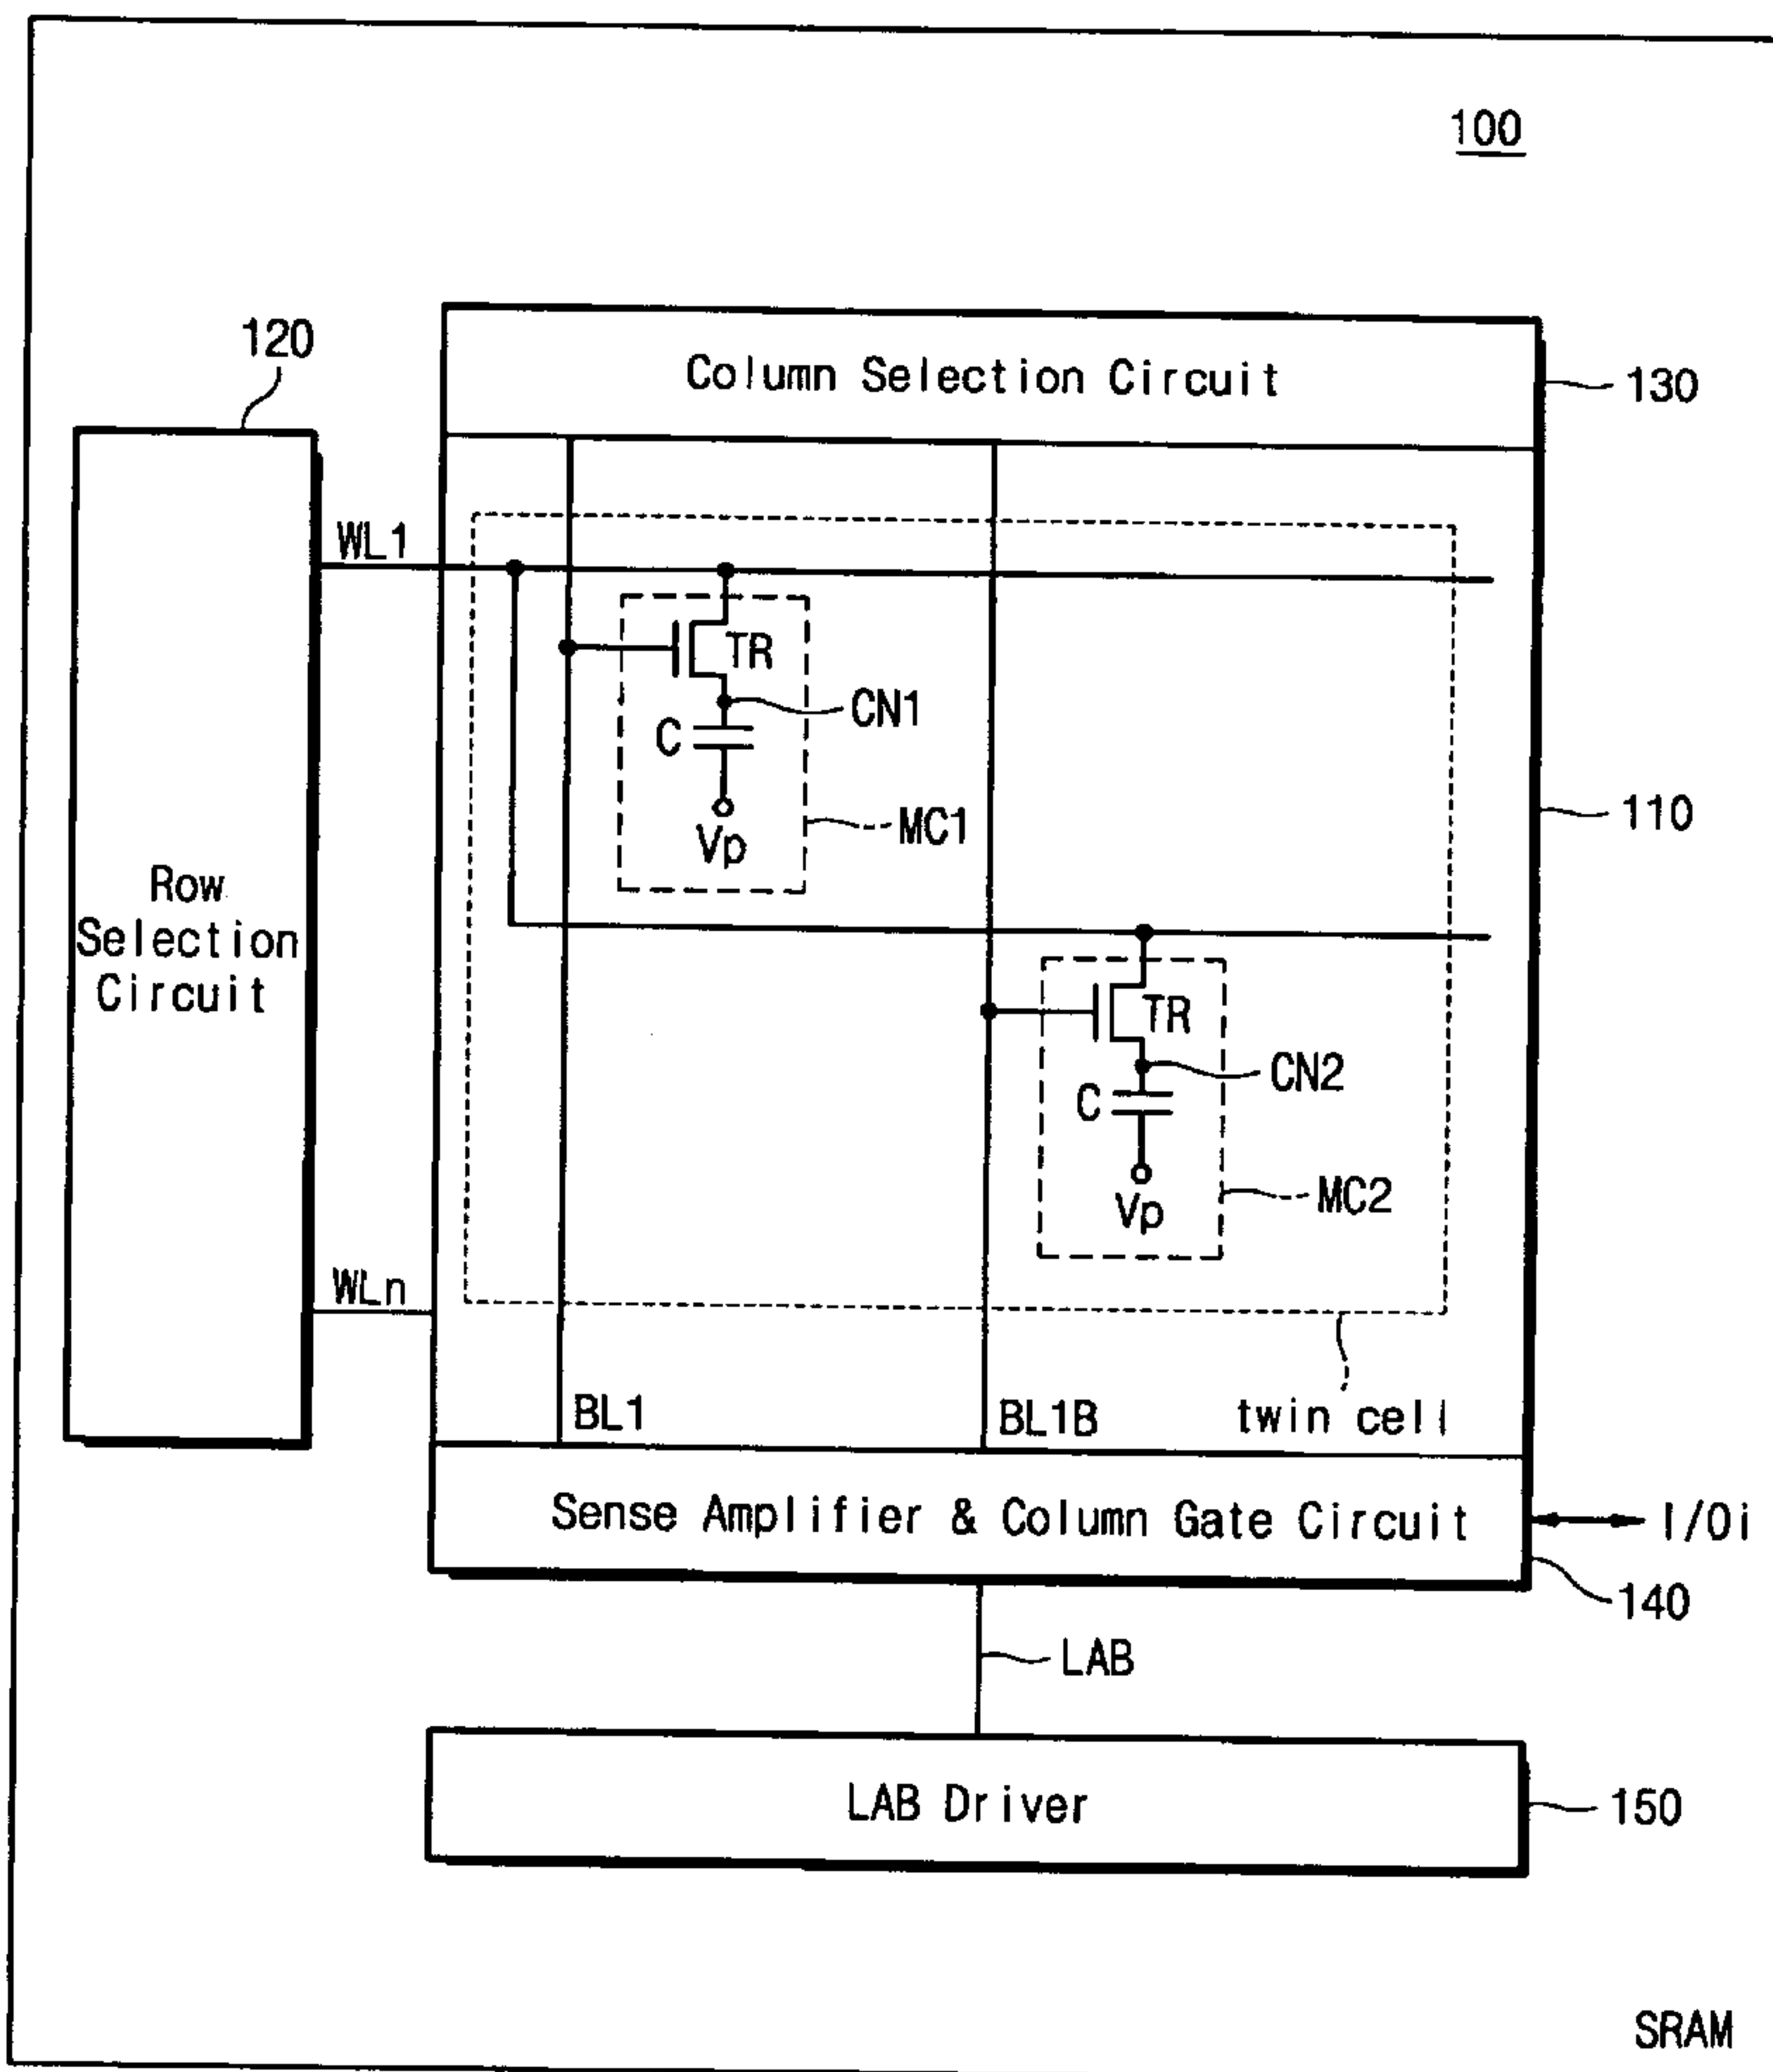 100
120
Column Selection Circuit
130
WL1
TR
CN1
C
MC1
Vp
110
Row
Selection
Circuit
TR
CN2
C
MC2
Vp
WLn
BL1
BL1B
twin cell
Sense Amplifier & Column Gate Circuit
I/Oi
140
LAB
LAB Driver
150
SRAM